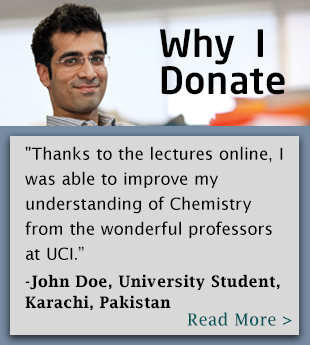 Why I
Donate
"Thanks to the lectures online, I
was able to improve my
understanding of Chemistry
from the wonderful professors
at UCI.”
-John Doe, University Student,
Karachi, Pakistan
Read More >